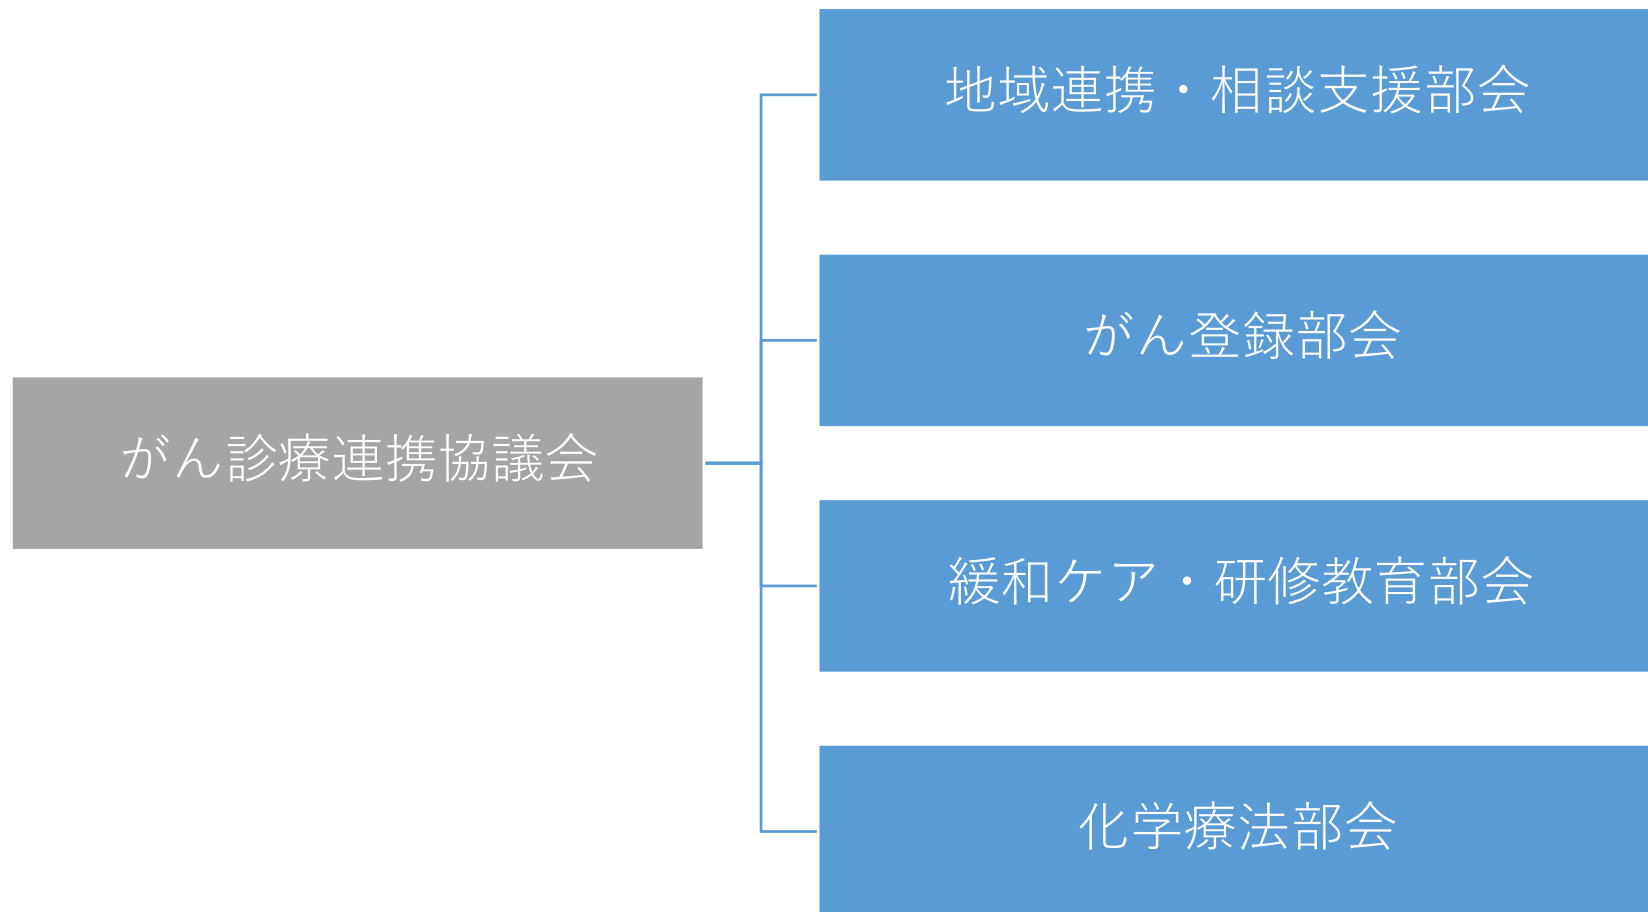 地域連携・相談支援部会
がん登録部会
がん診療連携協議会
緩和ケア・研修教育部会
化学療法部会